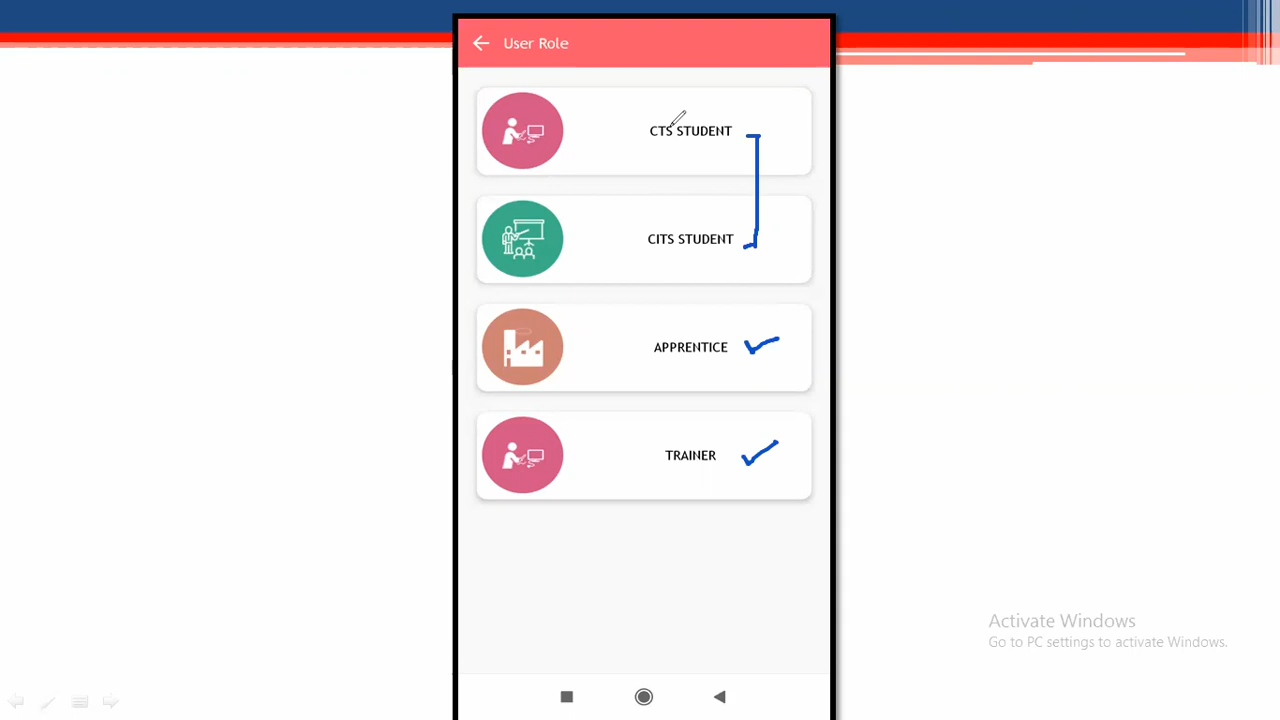 User Role
CTS STUDENT
CITS STUDENT
APPRENTICE
TRAINER
Activate Windows
Go to PC settings to activate Windows.